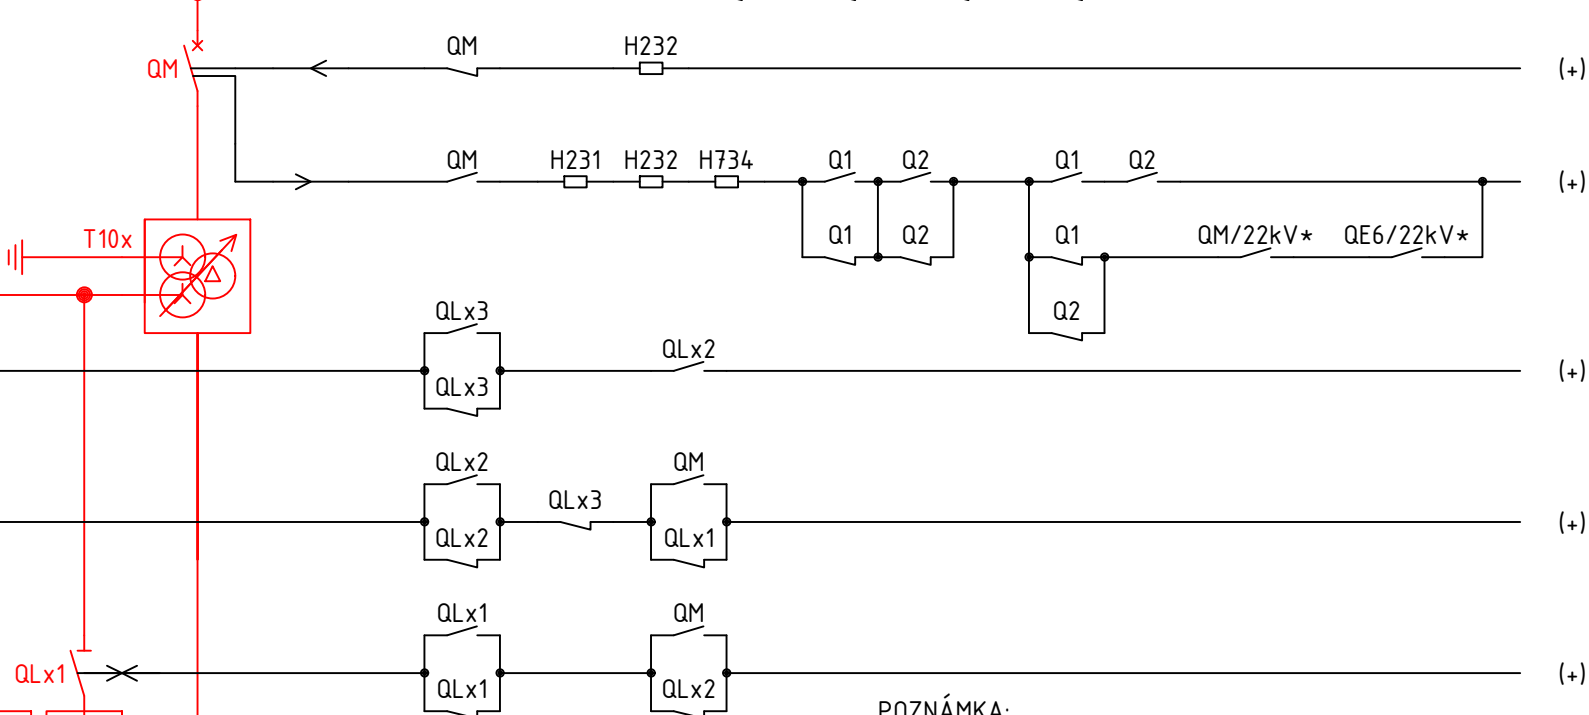 QM H232
QM (+)
QM H231 H232 H734 Q1 Q2 Q1 Q2
(+)
T10x Q1 Q2 Q1 QM/22kV* QE6/22kV*
QLx3 Q2
QLx2
QLx3 (+)
QLx2 QM
QLx3
QLx2 QLx1 (+)
QLx1 QM
QLx1 (+)
QLx1 QLx2
POZNÁMKA: